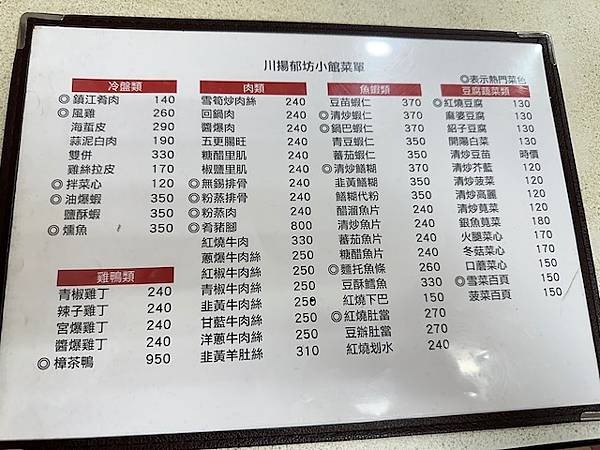 川揚郁坊小館菜單
◎表示熱門菜色
冷盤類
◎鎮江肴肉 140
◎風雞 260
海蜇皮 290
蒜泥白肉 190
雙併 330
雞絲拉皮 170
◎拌菜心 120
◎油爆蝦 350
鹽酥蝦 350
◎燻魚 350
雞鴨類
青椒雞丁 240
辣子雞丁 240
宮爆雞丁 240
醬爆雞丁 240
◎樟茶鴨 950
肉類
雪筍炒肉絲 240
回鍋肉 240
醬爆肉 240
五更腸旺 240
糖醋里肌 240
椒鹽里肌 240
◎無錫排骨 240
◎粉蒸排骨 240
◎粉蒸肉 240
◎肴豬腳 800
紅燒牛肉 330
蔥爆牛肉絲 250
紅椒牛肉絲 250
青椒牛肉絲 250
韭黃牛肉絲 250
甘藍牛肉絲 250
洋蔥牛肉絲 250
韭黃羊肚絲 310
魚蝦類
豆苗蝦仁 370
◎清炒蝦仁 370
◎鍋巴蝦仁 370
青豆蝦仁 350
蕃茄蝦仁 350
◎清炒鱔糊 370
韭黃鱔糊 370
鱔糊代粉 350
醋溜魚片 240
清炒魚片 240
蕃茄魚片 240
糖醋魚片 240
◎麵托魚條 260
豆酥鱈魚 330
紅燒下巴 150
◎紅燒肚當 240
豆瓣肚當 240
紅燒划水 240
豆腐蔬菜類
◎紅燒豆腐 130
麻婆豆腐 130
紹子豆腐 130
開陽白菜 130
清炒豆苗 時價
清炒芥藍 120
清炒菠菜 120
清炒高麗 120
清炒莧菜 120
銀魚莧菜 180
火腿菜心 170
冬菇菜心 150
口蘑菜心 150
◎雪菜百頁 150
菠菜百頁 150